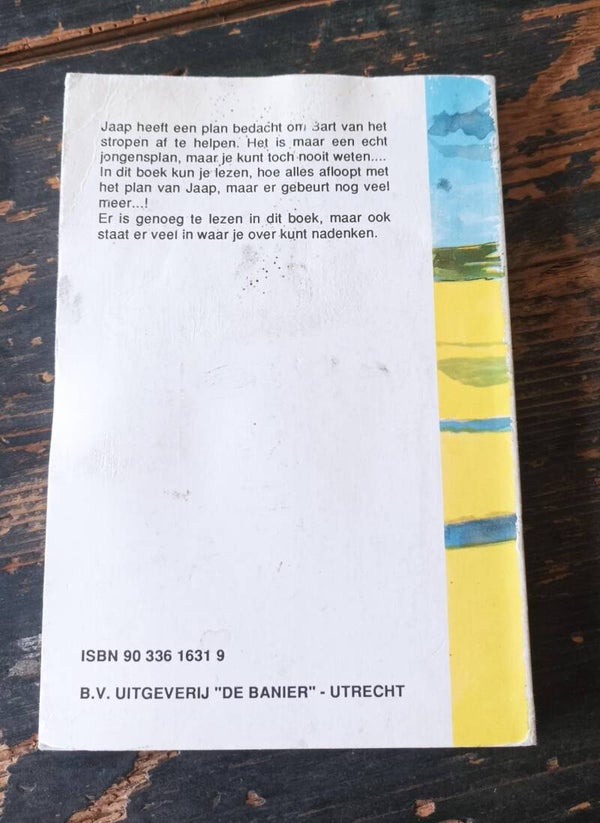 Jaap heeft een plan bedacht om Bart van het
stropen af te helpen. Het is maar een echt
jongensplan, maar je kunt toch nooit weten....
In dit boek kun je lezen, hoe alles afloopt met
het plan van Jaap, maar er gebeurt nog veel
meer...!
Er is genoeg te lezen in dit boek, maar ook
staat er veel in waar je over kunt nadenken.
ISBN 90 336 1631 9
B.V. UITGEVERIJ "DE BANIER" - UTRECHT